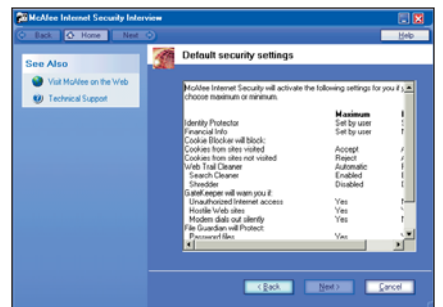 McAfee Internet Security Interview
Back Home Next
Help
See Also
Visit McAfee on the Web
Technical Support
Default security settings
McAfee Internet Security will activate the following settings for you if
choose maximum or minimum.
Maximum
Identity Protector Set by user
Financial Info Set by user
Cookie Blocker will block:
Cookies from sites visited Accept
Cookies from sites not visited Reject
Web Trail Cleaner Automatic
Search Cleaner Enabled
Shredder Disabled
GateKeeper will warn you if:
Unauthorized Internet access Yes
Hostile Web sites Yes
Modem dials out silently Yes
File Guardian will Protect:
Password files Yes
< Back Next > Cancel